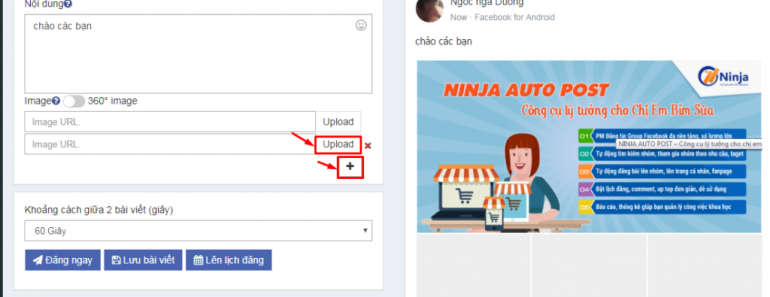 Nội dung
chào các bạn
Image 360° image
Image URL. Upload
Image URL. Upload
Khoảng cách giữa 2 bài viết (giây)
60 Giây
Đăng ngay Lưu bài viết Lên lịch đăng
Ngoc nga Duong
Now · Facebook for Android
chào các bạn
Ninja
NINJA AUTO POST
Công cụ lý tưởng cho Chị Em Bỉm Sữa
01 PM Đăng tin Group Facebook đa nền tảng, số lượng lớn
NINJA AUTO POST – Công cụ lý tưởng cho chị em
02 Tự động tìm kiếm nhóm, tham gia nhóm theo nhu cầu, taget
03 Tự động đăng bài lên nhóm, lên trang cá nhân, fanpage
04 Đặt lịch đăng, comment, up top đơn giản, dễ sử dụng
05 Báo cáo, thống kê giúp bạn quản lý công việc khoa học